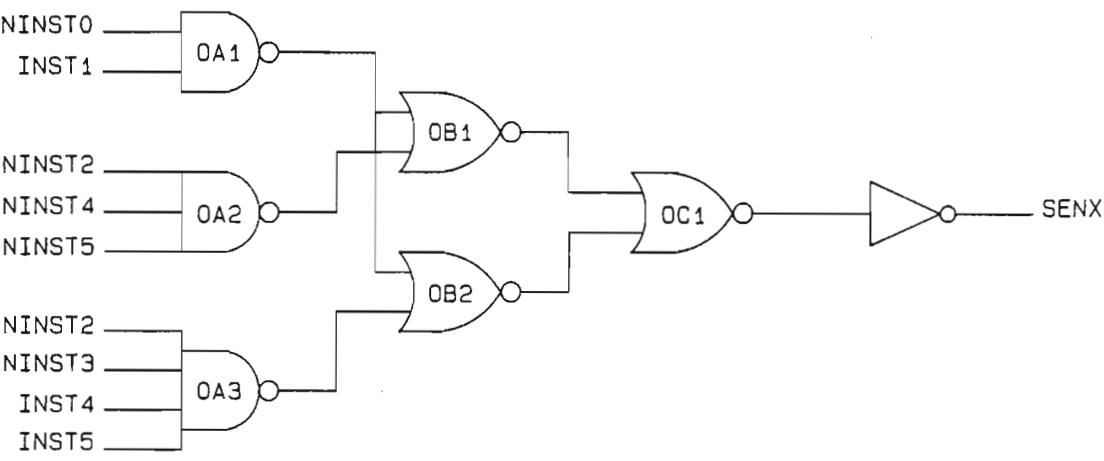 NINST0
INST1
OA1
NINST2
NINST4
NINST5
OA2
NINST2
NINST3
INST4
INST5
OA3
OB1
OB2
OC1
SENX